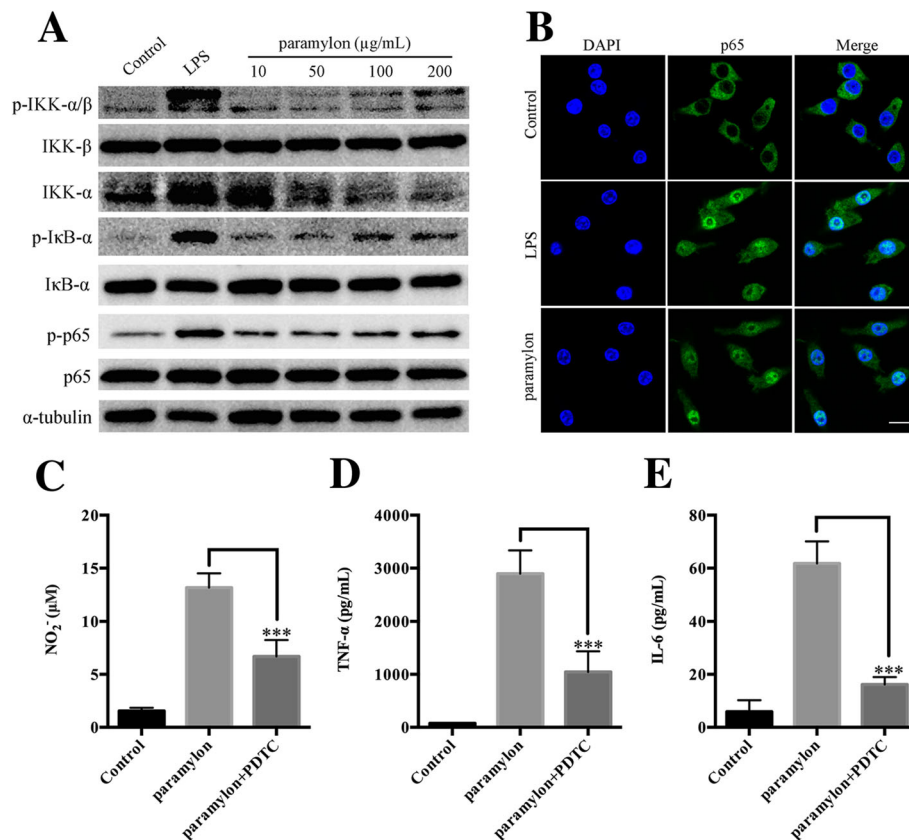 A
Control
LPS
paramylon (µg/mL)
10 50 100 200
p-IKK-α/β
IKK-β
IKK-α
p-IκB-α
IκB-α
p-p65
p65
α-tubulin
B
DAPI p65 Merge
Control
LPS
paramylon
C
NO₂⁻ (µM)
20
15
10
5
0
***
Control
paramylon
paramylon+PDTC
D
TNF-α (pg/mL)
4000
3000
2000
1000
0
***
Control
paramylon
paramylon+PDTC
E
IL-6 (pg/mL)
80
60
40
20
0
***
Control
paramylon
paramylon+PDTC